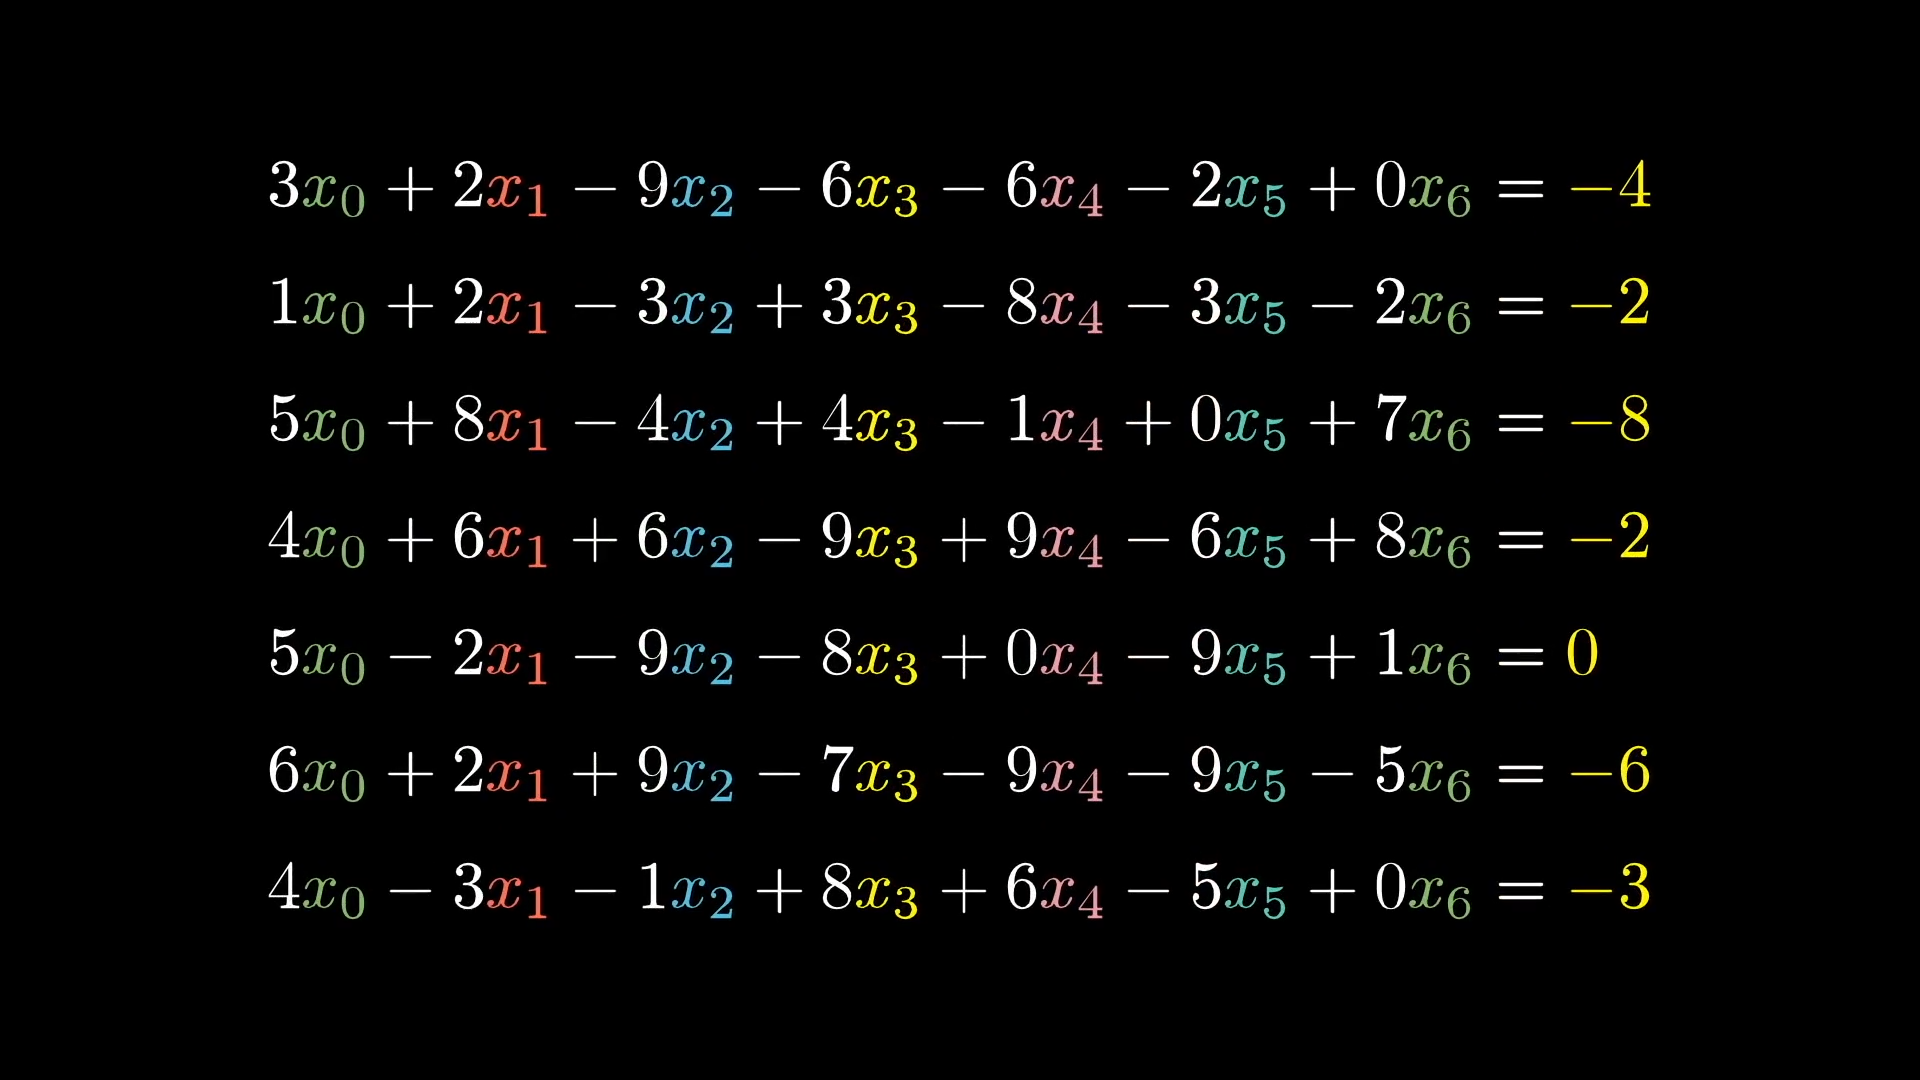 3x₀ + 2x₁ − 9x₂ − 6x₃ − 6x₄ − 2x₅ + 0x₆ = −4
1x₀ + 2x₁ − 3x₂ + 3x₃ − 8x₄ − 3x₅ − 2x₆ = −2
5x₀ + 8x₁ − 4x₂ + 4x₃ − 1x₄ + 0x₅ + 7x₆ = −8
4x₀ + 6x₁ + 6x₂ − 9x₃ + 9x₄ − 6x₅ + 8x₆ = −2
5x₀ − 2x₁ − 9x₂ − 8x₃ + 0x₄ − 9x₅ + 1x₆ = 0
6x₀ + 2x₁ + 9x₂ − 7x₃ − 9x₄ − 9x₅ − 5x₆ = −6
4x₀ − 3x₁ − 1x₂ + 8x₃ + 6x₄ − 5x₅ + 0x₆ = −3